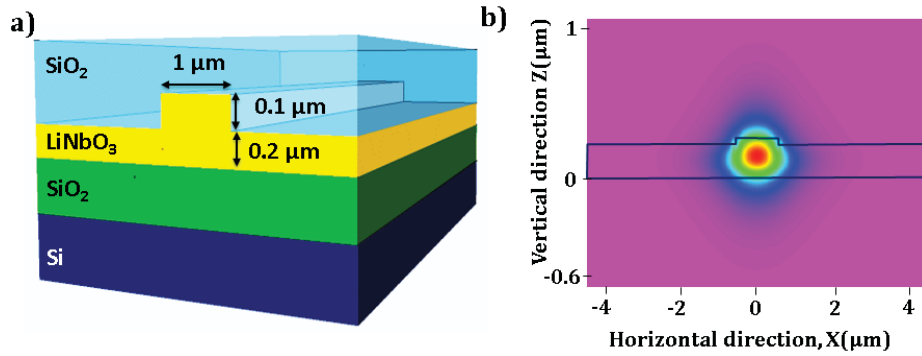 a)
SiO₂
1 μm
0.1 μm
LiNbO₃
0.2 μm
SiO₂
Si
b)
Vertical direction Z(μm)
1
0
-0.6
-4
-2
0
2
4
Horizontal direction, X(μm)